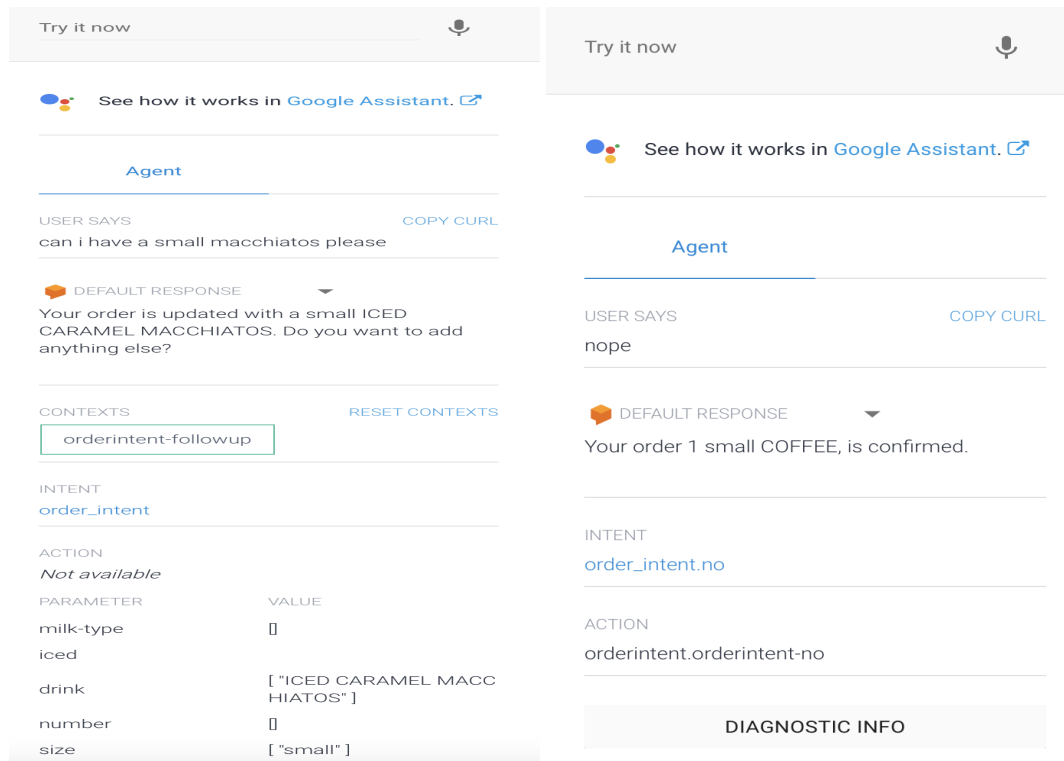 Try it now
See how it works in Google Assistant.
Agent
USER SAYS COPY CURL
can i have a small macchiatos please
DEFAULT RESPONSE
Your order is updated with a small ICED
CARAMEL MACCHIATOS. Do you want to add
anything else?
CONTEXTS RESET CONTEXTS
orderintent-followup
INTENT
order_intent
ACTION
Not available
PARAMETER VALUE
milk-type []
iced
drink [ "ICED CARAMEL MACC
HIATOS" ]
number []
size [ "small" ]
Try it now
See how it works in Google Assistant.
Agent
USER SAYS COPY CURL
nope
DEFAULT RESPONSE
Your order 1 small COFFEE, is confirmed.
INTENT
order_intent.no
ACTION
orderintent.orderintent-no
DIAGNOSTIC INFO